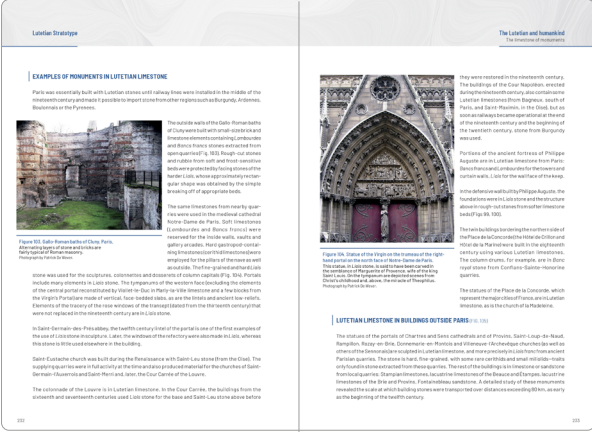 Lutetian Stratotype
EXAMPLES OF MONUMENTS IN LUTETIAN LIMESTONE
Paris was essentially built with Lutetian stones until railway lines were installed in the middle of the
nineteenth century and made it possible to import stone from other regions such as Burgundy, Ardennes,
Boulonnais or the Pyrenees.
The outside walls of the Gallo-Roman baths
of Cluny were built with small-size brick and
limestone elements containing Lambourdes
and Bancs francs stones extracted from
open quarries (Fig. 103). Rough-cut stones
and rubble from soft and frost-sensitive
beds were protected by facing stones of the
harder Liais, whose approximately rectan-
gular shape was obtained by the simple
breaking off of appropriate beds.
The same limestones from nearby quar-
ries were used in the medieval cathedral
Notre-Dame de Paris. Soft limestones
(Lambourdes and Bancs francs) were
reserved for the inside walls, vaults and
gallery arcades. Hard gastropod-contai-
ning limestone (cerithid limestone) were
employed for the pillars of the nave as well
as outside. The fine-grained and hard Liais
Figure 103. Gallo-Roman baths of Cluny, Paris.
Alternating layers of stone and bricks are
fairly typical of Roman masonry.
Photography by Patrick De Wever.
stone was used for the sculptures, colonnettes and dosserets of column capitals (Fig. 104). Portals
include many elements in Liais. The tympanums of the western face (excluding the elements
of the central portal reconstituted by Viollet-le-Duc in Marly-la-Ville limestone and a few blocks from
the Virgin's Portal) are made of vertical, face-bedded slabs, as are the lintels and ancient low-reliefs.
Elements of the tracery of the rose windows of the transept (dated from the thirteenth century) that
were not replaced in the nineteenth century are in Liais stone.
In Saint-Germain-des-Prés abbey, the twelfth century lintel of the portal is one of the first examples of
the use of Liais stone in sculpture. Later, the windows of the refectory were also made in Liais, whereas
this stone is little used elsewhere in the building.
Saint-Eustache church was built during the Renaissance with Saint-Leu stone (from the Oise). The
supplying quarries were in full activity at the time and also produced material for the churches of Saint-
Germain-l'Auxerrois and Saint-Merri and, later, the Cour Carrée of the Louvre.
The colonnade of the Louvre is in Lutetian limestone. In the Cour Carrée, the buildings from the
sixteenth and seventeenth centuries used Liais stone for the base and Saint-Leu stone above before
232
The Lutetian and humankind
The limestone of monuments
they were restored in the nineteenth century.
The buildings of the Cour Napoléon, erected
during the nineteenth century, also contain some
Lutetian limestones (from Bagneux, south of
Paris, and Saint-Maximin, in the Oise), but as
soon as railways became operational at the end
of the nineteenth century and the beginning of
the twentieth century, stone from Burgundy
was used.
Portions of the ancient fortress of Philippe
Auguste are in Lutetian limestone from Paris:
Bancs francs and Lambourdes for the towers and
curtain walls, Liais for the wall face of the keep.
In the defensive wall built by Philippe Auguste, the
foundations were in Liais stone and the structure
above in rough-cut stones from softer limestone
beds (Figs 99, 100).
The twin buildings bordering the northern side of
the Place de la Concorde (the Hôtel de Crillon and
Hôtel de la Marine) were built in the eighteenth
century using various Lutetian limestones.
The column-drums, for example, are in Banc
royal stone from Conflans-Sainte-Honorine
quarries.
The statues of the Place de la Concorde, which
represent the major cities of France, are in Lutetian
limestone, as is the church of la Madeleine.
Figure 104. Statue of the Virgin on the trumeau of the right-
hand portal on the north face of Notre-Dame de Paris.
This statue, in Liais stone, is said to have been carved in
the semblance of Marguerite of Provence, wife of the King
Saint Louis. On the tympanum are depicted scenes from
Christ's childhood and, above, the miracle of Theophilus.
Photography by Patrick De Wever.
LUTETIAN LIMESTONE IN BUILDINGS OUTSIDE PARIS
The statues of the portals of Chartres and Sens cathedrals and of Provins, Saint-Loup-de-Naud,
Rampillon, Rozay-en-Brie, Donnemarie-en-Montois and Villeneuve l'Archevêque churches (as well as
others of the Senonais) are sculpted in Lutetian limestone, and more precisely in Liais franc from ancient
Parisian quarries. The stone is hard, fine-grained, with some rare cerithids and small miliolids—traits
only found in stone extracted from these quarries. The rest of the buildings is in limestone or sandstone
from local quarries: Stampian limestones, lacustrine limestones of the Beauce and Étampes, lacustrine
limestones of the Brie and Provins, Fontainebleau sandstone. A detailed study of these monuments
revealed the scale at which building stones were transported over distances exceeding 80 km, as early
as the beginning of the twelfth century.
233